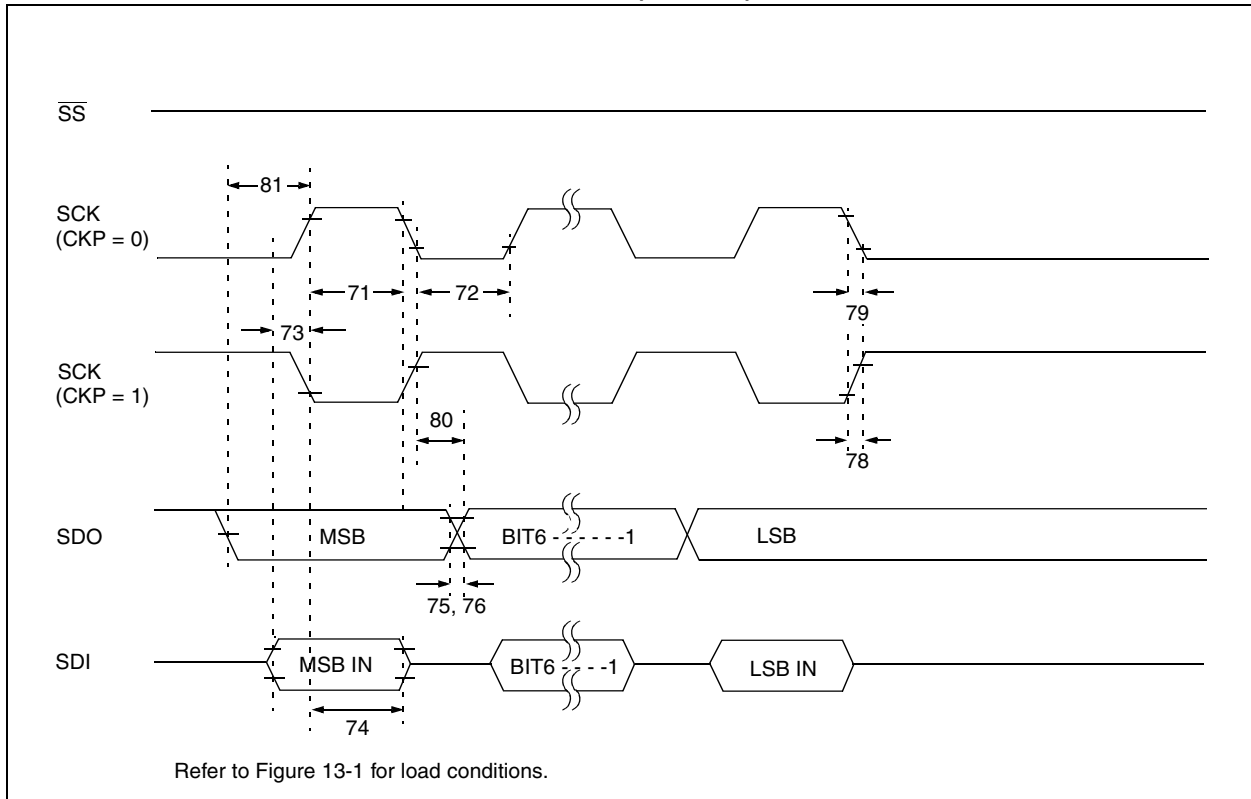 SS
81
SCK
(CKP = 0)
71
72
73
79
SCK
(CKP = 1)
80
78
SDO
MSB
BIT6 - - - - - -1
LSB
75, 76
SDI
MSB IN
BIT6 - - - -1
LSB IN
74
Refer to Figure 13-1 for load conditions.